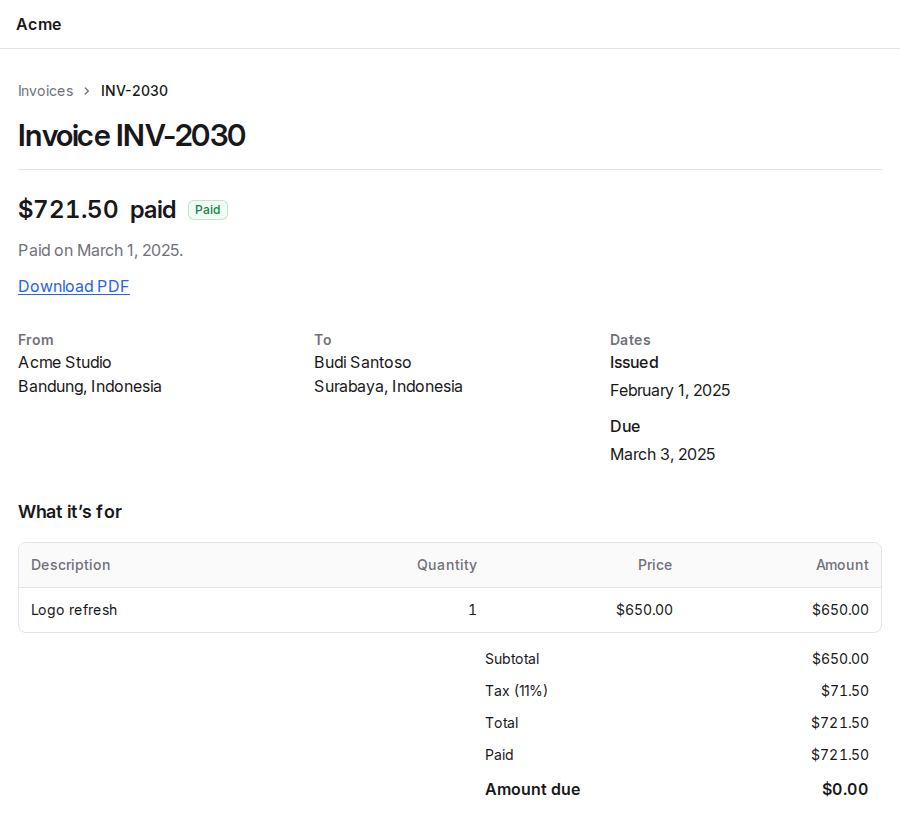 Acme
Invoices > INV-2030
Invoice INV-2030
$721.50 paid Paid
Paid on March 1, 2025.
Download PDF
From
Acme Studio
Bandung, Indonesia
To
Budi Santoso
Surabaya, Indonesia
Dates
Issued
February 1, 2025
Due
March 3, 2025
What it’s for
Description Quantity Price Amount
Logo refresh 1 $650.00 $650.00
Subtotal $650.00
Tax (11%) $71.50
Total $721.50
Paid $721.50
Amount due $0.00